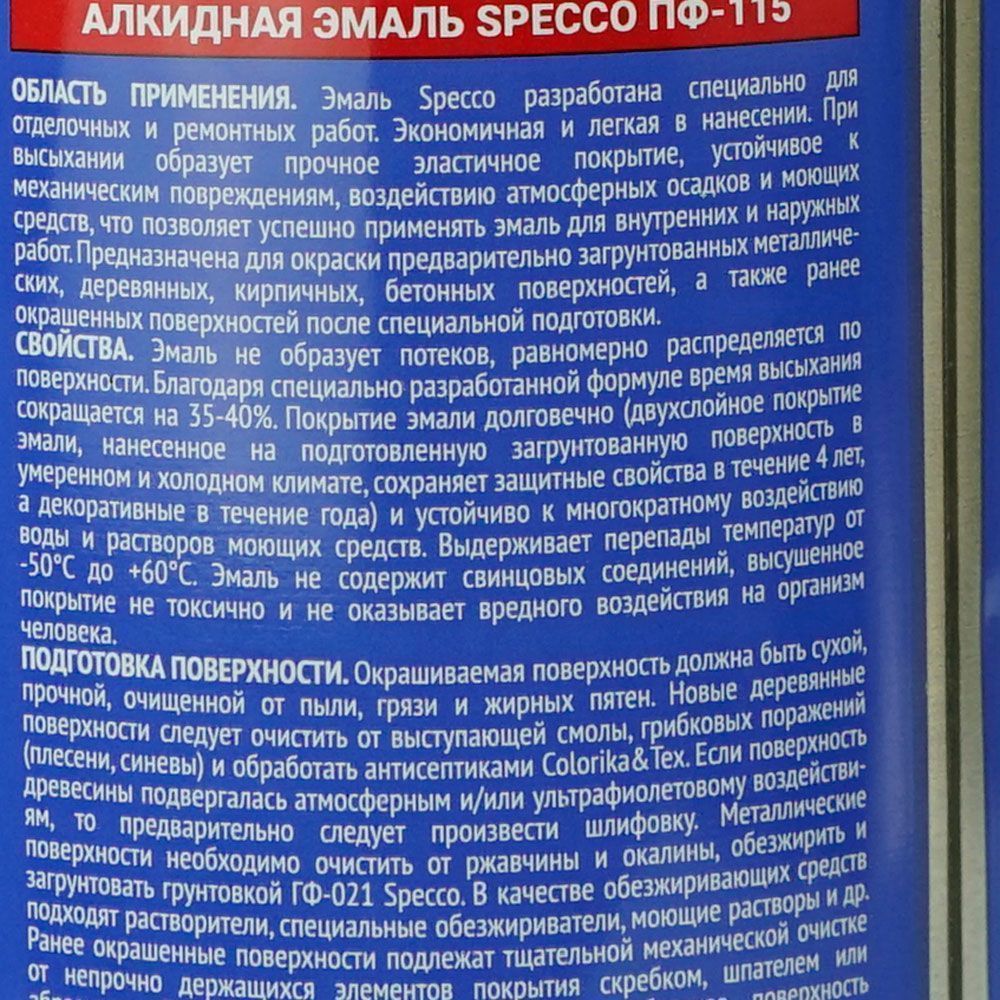 АЛКИДНАЯ ЭМАЛЬ SPECCO ПФ-115
ОБЛАСТЬ ПРИМЕНЕНИЯ. Эмаль Specco разработана специально для
отделочных и ремонтных работ. Экономичная и легкая в нанесении. При
высыхании образует прочное эластичное покрытие, устойчивое к
механическим повреждениям, воздействию атмосферных осадков и моющих
средств, что позволяет успешно применять эмаль для внутренних и наружных
работ. Предназначена для окраски предварительно загрунтованных металличе-
ских, деревянных, кирпичных, бетонных поверхностей, а также ранее
окрашенных поверхностей после специальной подготовки.
СВОЙСТВА. Эмаль не образует потеков, равномерно распределяется по
поверхности. Благодаря специально разработанной формуле время высыхания
сокращается на 35-40%. Покрытие эмали долговечно (двухслойное покрытие
эмали, нанесенное на подготовленную загрунтованную поверхность в
умеренном и холодном климате, сохраняет защитные свойства в течение 4 лет,
а декоративные в течение года) и устойчиво к многократному воздействию
воды и растворов моющих средств. Выдерживает перепады температур от
-50°С до +60°С. Эмаль не содержит свинцовых соединений, высушенное
покрытие не токсично и не оказывает вредного воздействия на организм
человека.
ПОДГОТОВКА ПОВЕРХНОСТИ. Окрашиваемая поверхность должна быть сухой,
прочной, очищенной от пыли, грязи и жирных пятен. Новые деревянные
поверхности следует очистить от выступающей смолы, грибковых поражений
(плесени, синевы) и обработать антисептиками Colorika&Tex. Если поверхность
древесины подвергалась атмосферным и/или ультрафиолетовому воздействи-
ям, то предварительно следует произвести шлифовку. Металлические
поверхности необходимо очистить от ржавчины и окалины, обезжирить и
загрунтовать грунтовкой ГФ-021 Specco. В качестве обезжиривающих средств
подходят растворители, специальные обезжириватели, моющие растворы и др.
Ранее окрашенные поверхности подлежат тщательной механической очистке
от непрочно держащихся элементов покрытия скребком, шпателем или
поверхность